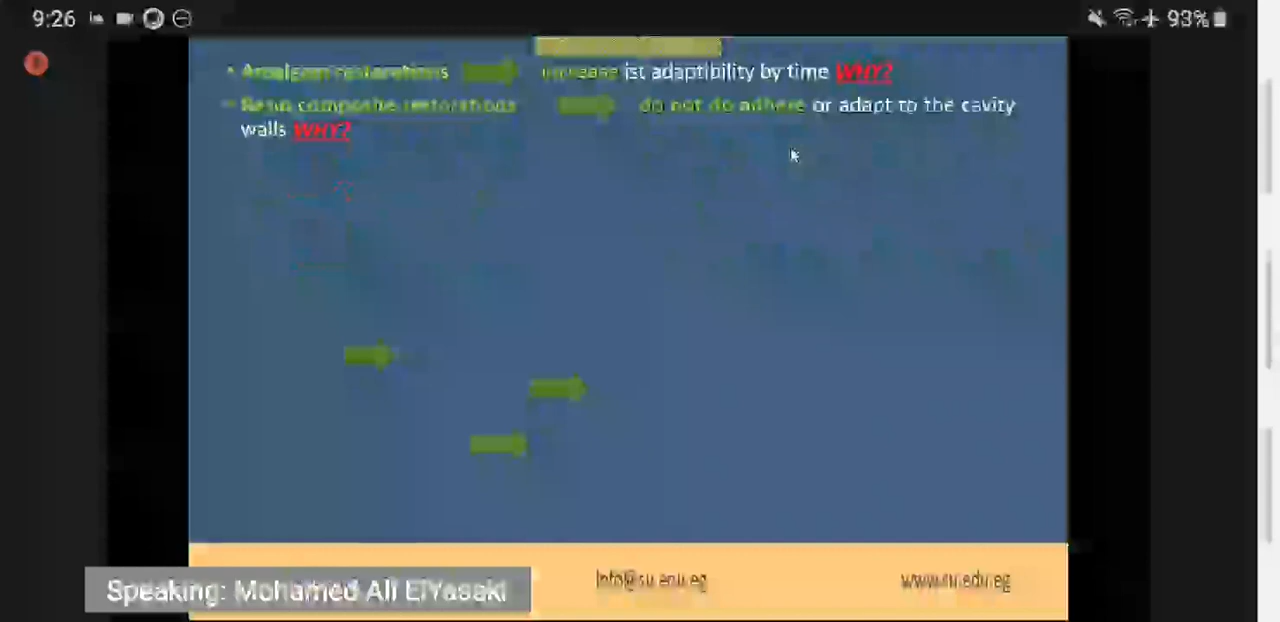 9:26
93%
• Amalgam restorations increase ist adaptibility by time WHY?
• Resin composite restorations do not do adhere or adapt to the cavity
walls WHY?
Speaking: Mohamed Ali ElYasaki
Info@su.edu.eg
www.su.edu.eg